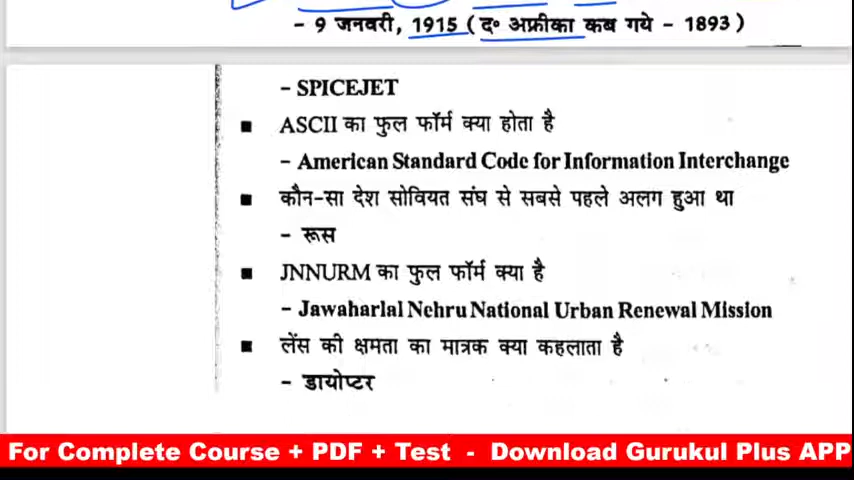 - 9 जनवरी, 1915 ( द॰ अफ्रीका कब गये - 1893 )
- SPICEJET
■ ASCII का फुल फॉर्म क्या होता है
- American Standard Code for Information Interchange
■ कौन-सा देश सोवियत संघ से सबसे पहले अलग हुआ था
- रूस
■ JNNURM का फुल फॉर्म क्या है
- Jawaharlal Nehru National Urban Renewal Mission
■ लेंस की क्षमता का मात्रक क्या कहलाता है
- डायोप्टर
For Complete Course + PDF + Test - Download Gurukul Plus APP